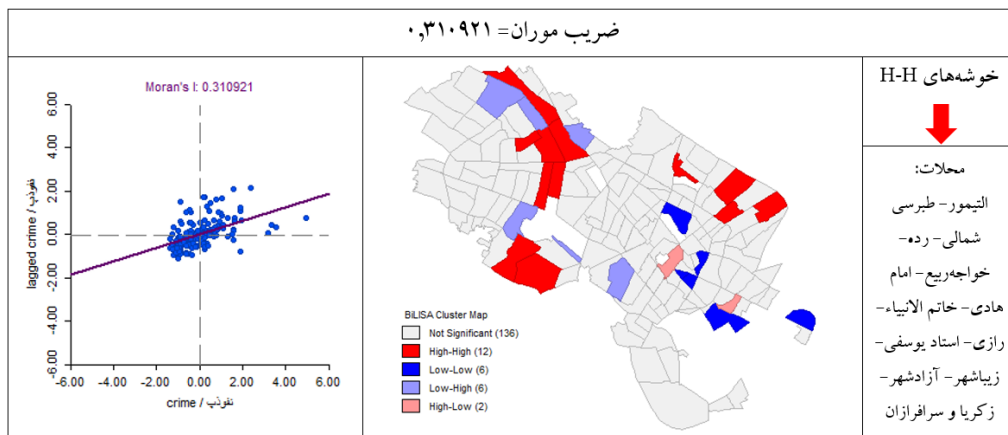 ضریب موران= ۰٫۳۱۰۹۲۱
خوشه‌های H-H
محلات:
التیمور- طبرسی
شمالی- رده-
خواجه‌ربیع- امام
هادی- خاتم الانبیاء-
رازی- استاد یوسفی-
زیباشهر- آزادشهر-
زکریا و سرافرازان
BiLISA Cluster Map
Not Significant (136)
High-High (12)
Low-Low (6)
Low-High (6)
High-Low (2)
Moran's I: 0.310921
lagged crime / نفوذپ
6.00
4.00
2.00
0.00
-2.00
-4.00
-6.00
-6.00 -4.00 -2.00 0.00 2.00 4.00 6.00
crime / نفوذپ